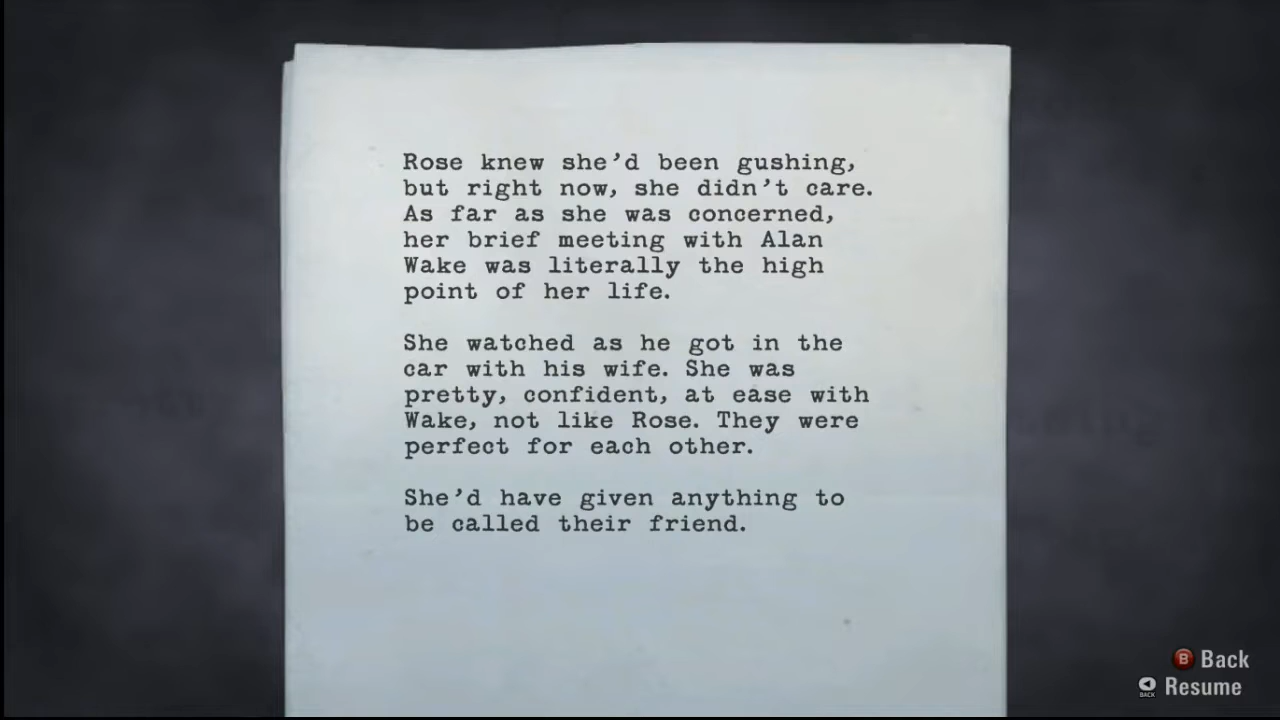 Rose knew she'd been gushing,
but right now, she didn't care.
As far as she was concerned,
her brief meeting with Alan
Wake was literally the high
point of her life.
She watched as he got in the
car with his wife. She was
pretty, confident, at ease with
Wake, not like Rose. They were
perfect for each other.
She'd have given anything to
be called their friend.
B Back
BACK Resume